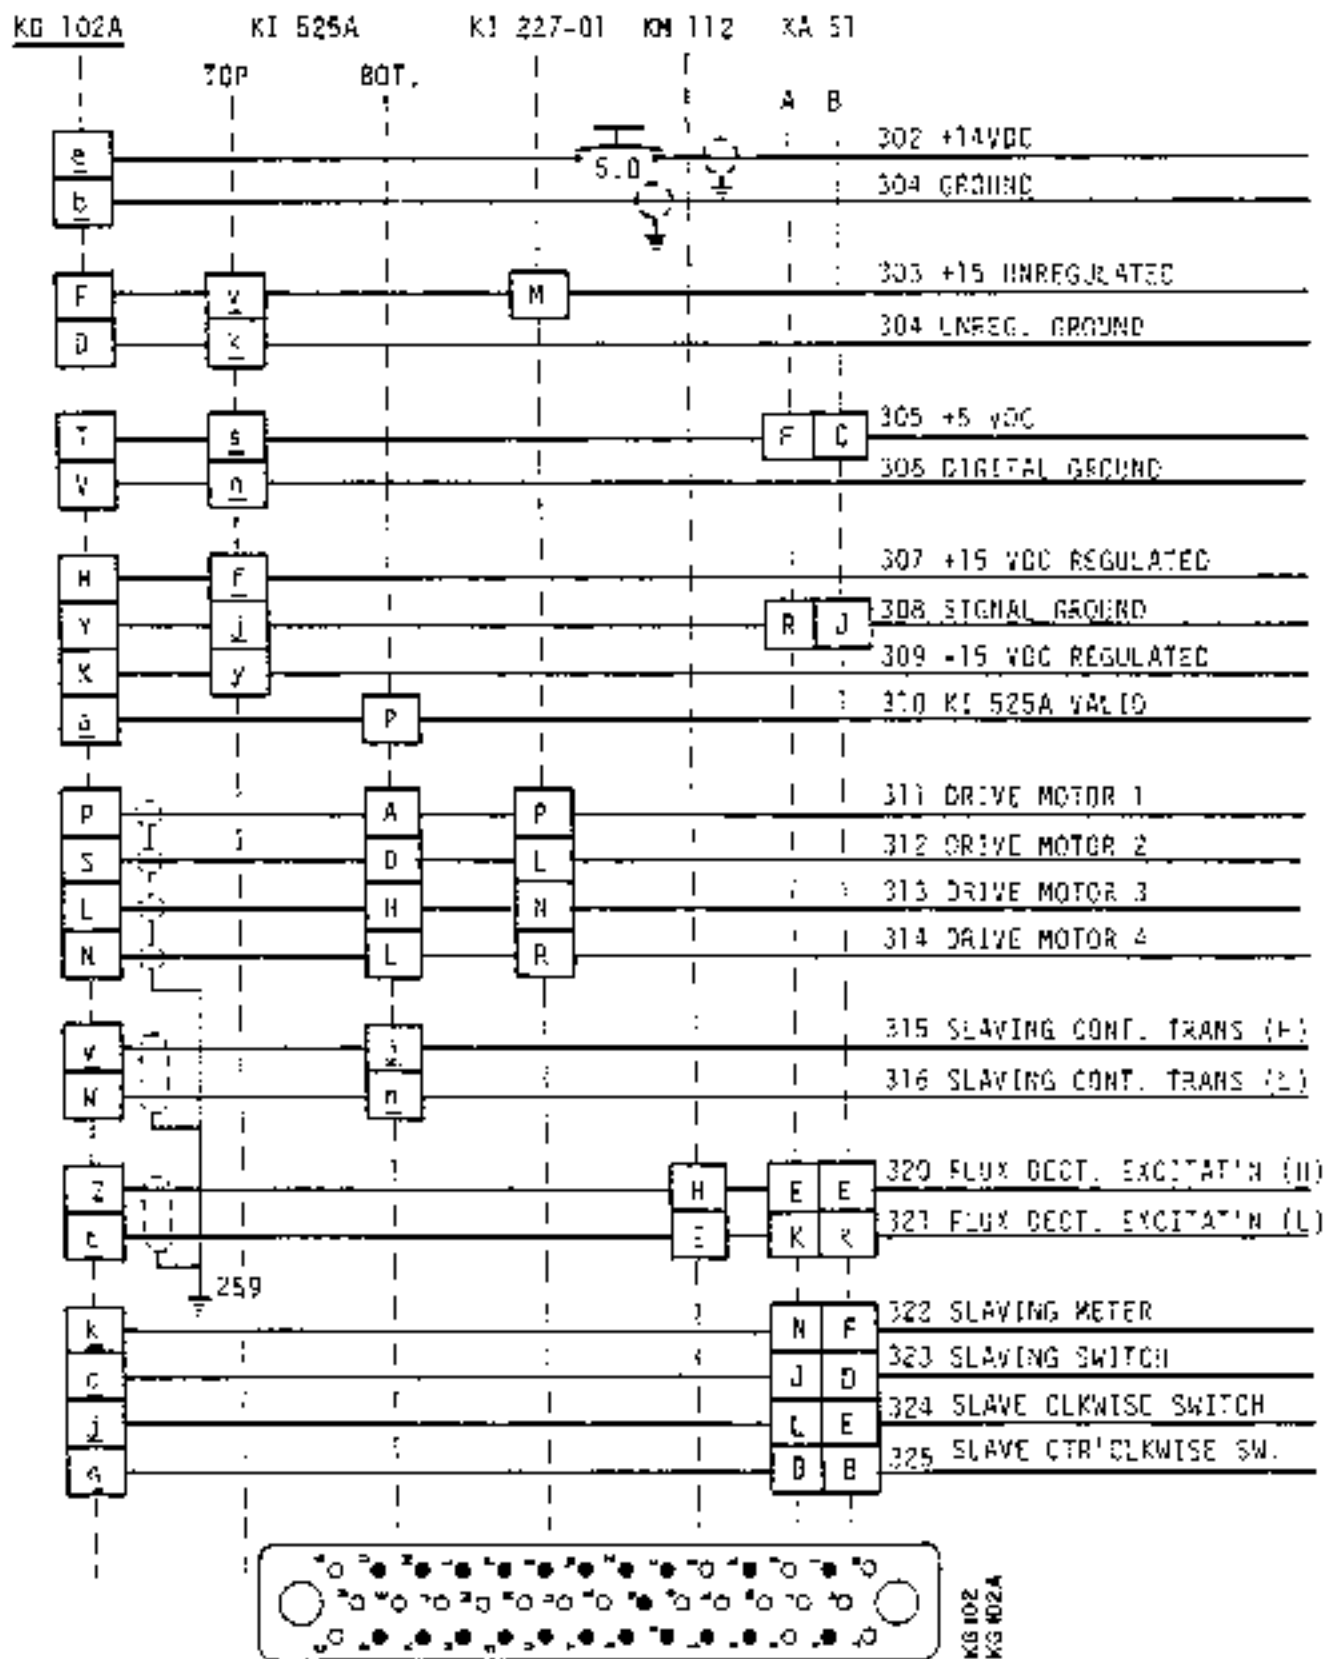 KG 102A KI 525A KI 227-01 KM 112 KA 51
TOP BOT.
A B
e 5.0 302 +14VDC
b 304 GROUND
F v M 303 +15 UNREGULATED
D k 304 UNREG. GROUND
T s F C 305 +5 VDC
V n 306 DIGITAL GROUND
H f 307 +15 VDC REGULATED
Y j R J 308 SIGNAL GROUND
K y 309 -15 VDC REGULATED
a P 310 KI 525A VALID
P A P 311 DRIVE MOTOR 1
S D L 312 DRIVE MOTOR 2
L H N 313 DRIVE MOTOR 3
N L R 314 DRIVE MOTOR 4
v 315 SLAVING CONT. TRANS (H)
W n 316 SLAVING CONT. TRANS (L)
Z H E E 320 FLUX DECT. EXCITAT'N (H)
t E K K 321 FLUX DECT. EXCITAT'N (L)
259
k N F 322 SLAVING METER
c J D 323 SLAVING SWITCH
j L E 324 SLAVE CLKWISE SWITCH
D B 325 SLAVE CTR'CLKWISE SW.
KG 102
KG 102A